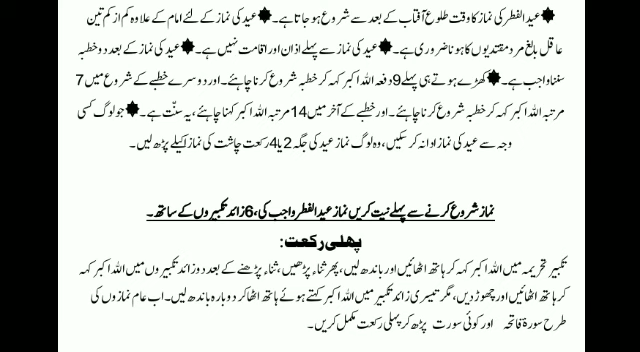 ✸عید الفطر کی نماز کا وقت طلوع آفتاب کے بعد سے شروع ہو جاتا ہے۔✸عید کی نماز کے لئے امام کے علاوہ کم از کم تین
عاقل بالغ مرد مقتدیوں کا ہونا ضروری ہے۔✸عید کی نماز سے پہلے اذان اور اقامت نہیں ہے۔✸عید کی نماز کے بعد دو خطبہ
سننا واجب ہے۔✸کھڑے ہوتے ہی پہلے 9 دفعہ اللہ اکبر کہہ کر خطبہ شروع کرنا چاہئے۔اور دوسرے خطبے کے شروع میں 7
مرتبہ اللہ اکبر کہہ کر خطبہ شروع کرنا چاہئے۔اور خطبے کے آخر میں 14 مرتبہ اللہ اکبر کہنا چاہئے، یہ سنّت ہے۔✸جو لوگ کسی
وجہ سے عید کی نماز ادا نہ کر سکیں، وہ لوگ نماز عید کی جگہ 2 یا 4 رکعت چاشت کی نماز اکیلے پڑھ لیں۔
نماز شروع کرنے سے پہلے نیت کریں نماز عید الفطر واجب کی، 6 زائد تکبیروں کے ساتھ۔
پہلی رکعت:
تکبیر تحریمہ میں اللہ اکبر کہہ کر ہاتھ اٹھائیں اور باندھ لیں، پھر ثناء پڑھیں، ثناء پڑھنے کے بعد دو زائد تکبیروں میں اللہ اکبر کہہ
کر ہاتھ اٹھائیں اور چھوڑ دیں، مگر تیسری زائد تکبیر میں اللہ اکبر کہتے ہوئے ہاتھ اٹھا کر دوبارہ باندھ لیں۔ اب عام نمازوں کی
طرح سورۃ فاتحہ اور کوئی سورت پڑھ کر پہلی رکعت مکمل کریں۔